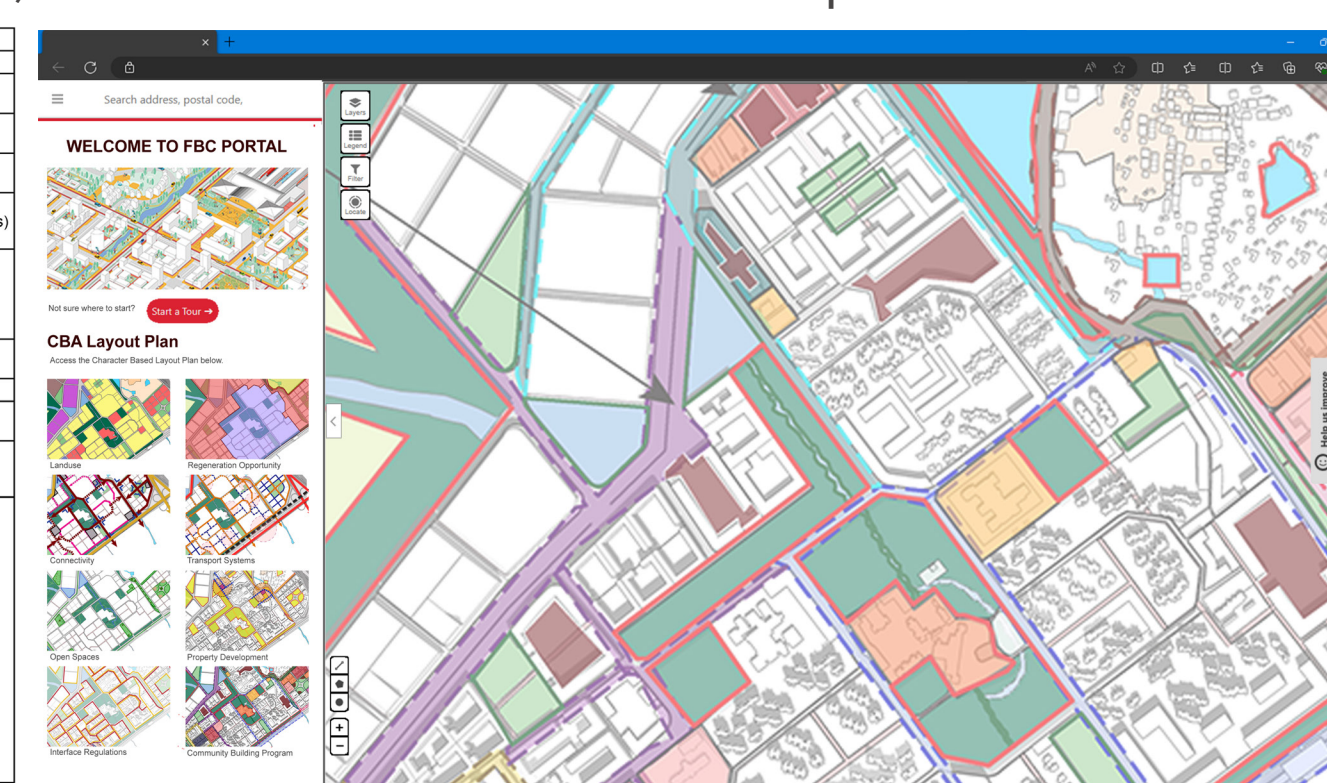 s)
Search address, postal code,
WELCOME TO FBC PORTAL
Not sure where to start?
Start a Tour →
CBA Layout Plan
Access the Character Based Layout Plan below.
Landuse
Regeneration Opportunity
Connectivity
Transport Systems
Open Spaces
Property Development
Interface Regulations
Community Building Program
Layers
Legend
Filter
Locate
Help us improve